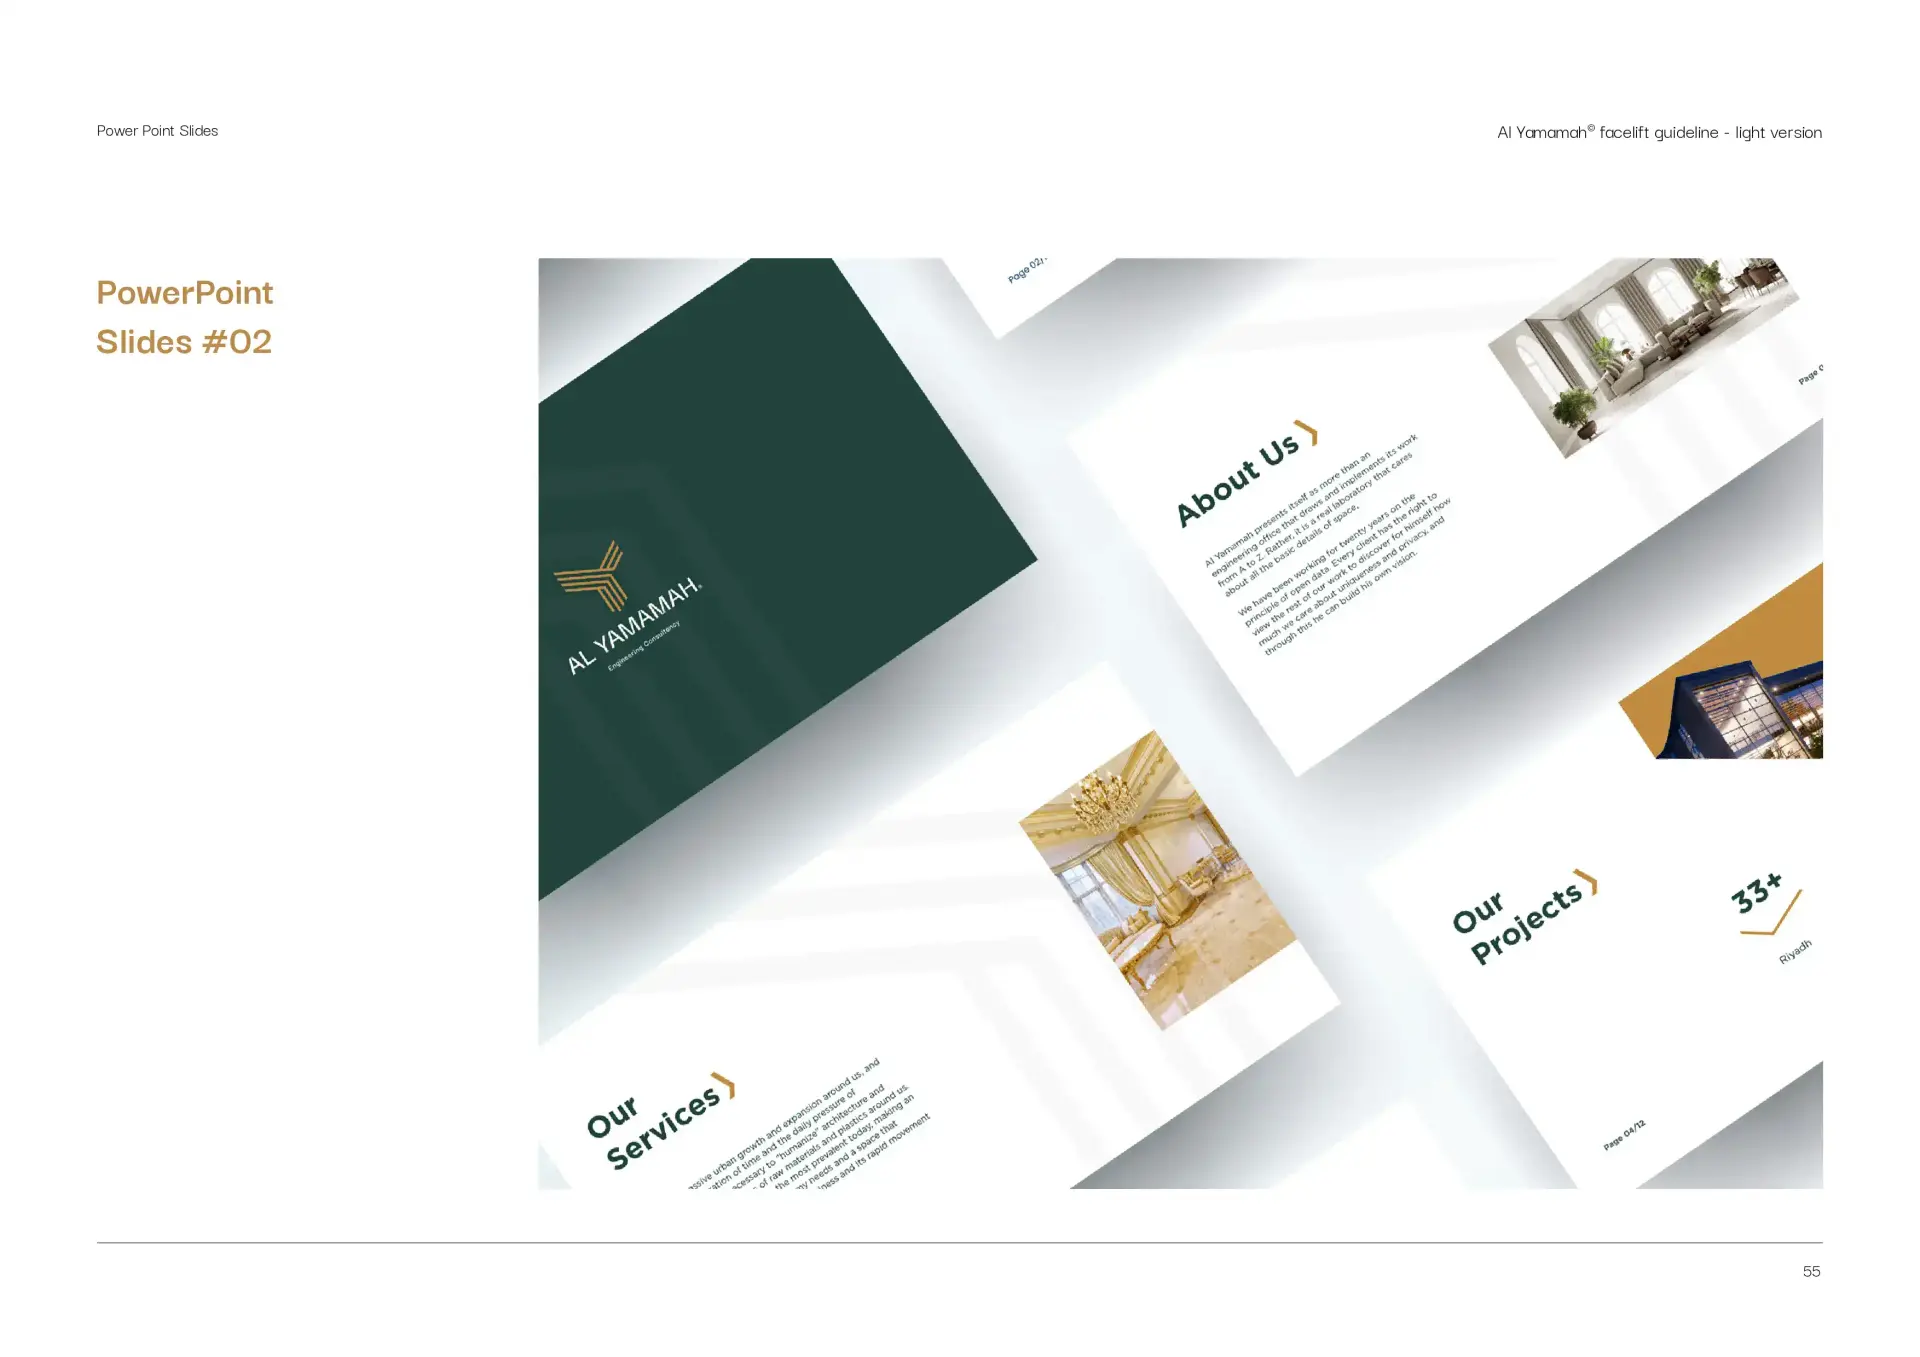 Power Point Slides
Al Yamamah© facelift guideline - light version
PowerPoint
Slides #02
Page 02/
AL YAMAMAH®
Engineering Consultancy
About Us
Al Yamamah presents itself as more than an
engineering office that draws and implements its work
from A to Z. Rather, it is a real laboratory that cares
about all the basic details of space.
We have been working for twenty years on the
principle of open data. Every client has the right to
view the rest of our work to discover for himself how
much we care about uniqueness and privacy, and
through this he can build his own vision.
Page 0
Our
Services
ssive urban growth and expansion around us, and
ation of time and the daily pressure of
ecessary to "humanize" architecture and
of raw materials and plastics around us.
the most prevalent today, making an
my needs and a space that
ness and its rapid movement
Our
Projects
33+
Riyadh
Page 04/12
55